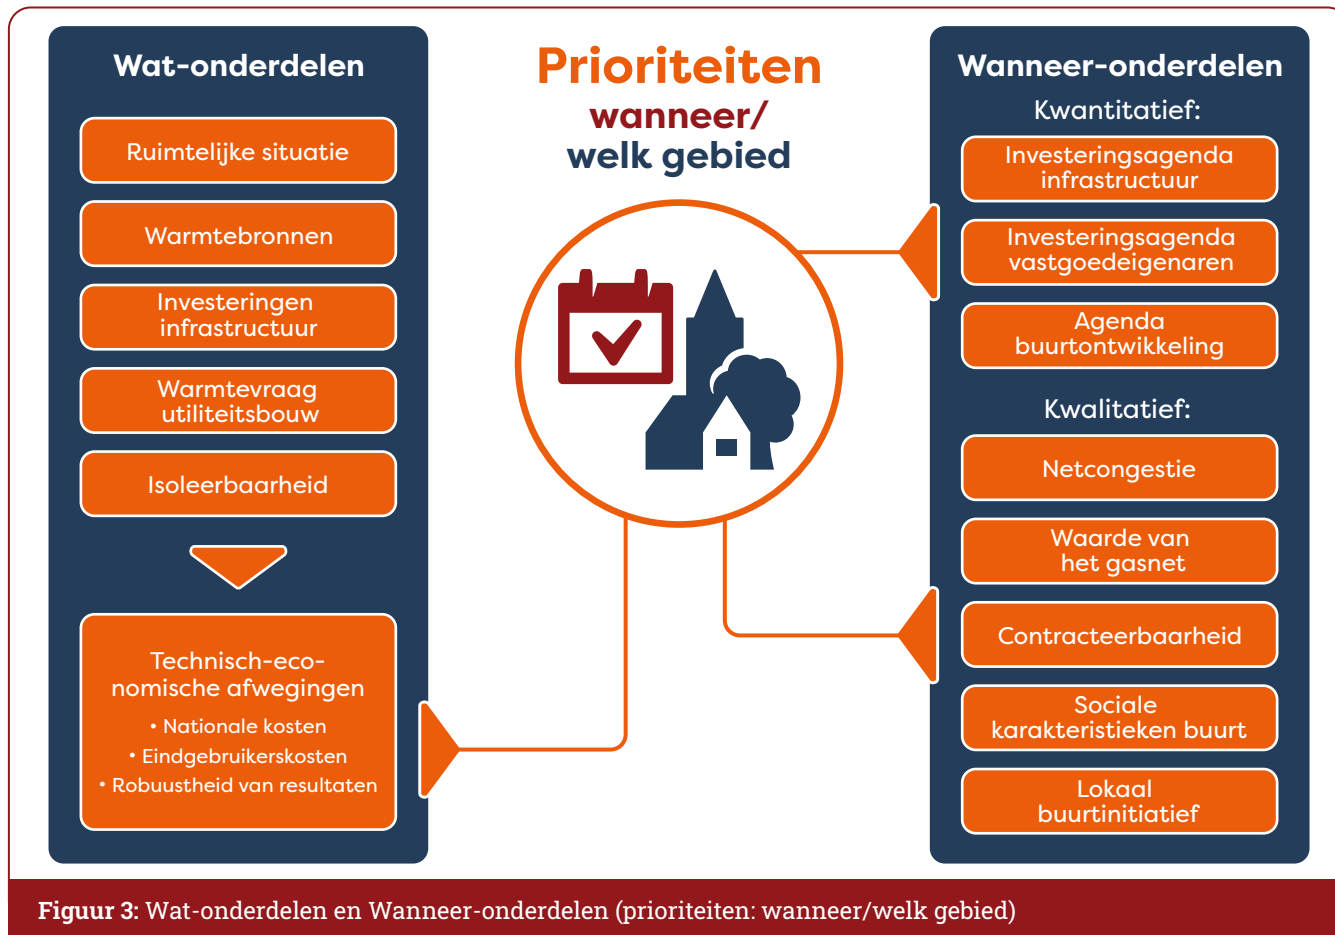 Wat-onderdelen
Ruimtelijke situatie
Warmtebronnen
Investeringen
infrastructuur
Warmtevraag
utiliteitsbouw
Isoleerbaarheid
Technisch-eco-
nomische afwegingen
• Nationale kosten
• Eindgebruikerskosten
• Robuustheid van resultaten
Prioriteiten
wanneer/
welk gebied
Wanneer-onderdelen
Kwantitatief:
Investeringsagenda
infrastructuur
Investeringsagenda
vastgoedeigenaren
Agenda
buurtontwikkeling
Kwalitatief:
Netcongestie
Waarde van
het gasnet
Contracteerbaarheid
Sociale
karakteristieken buurt
Lokaal
buurtinitiatief
Figuur 3: Wat-onderdelen en Wanneer-onderdelen (prioriteiten: wanneer/welk gebied)